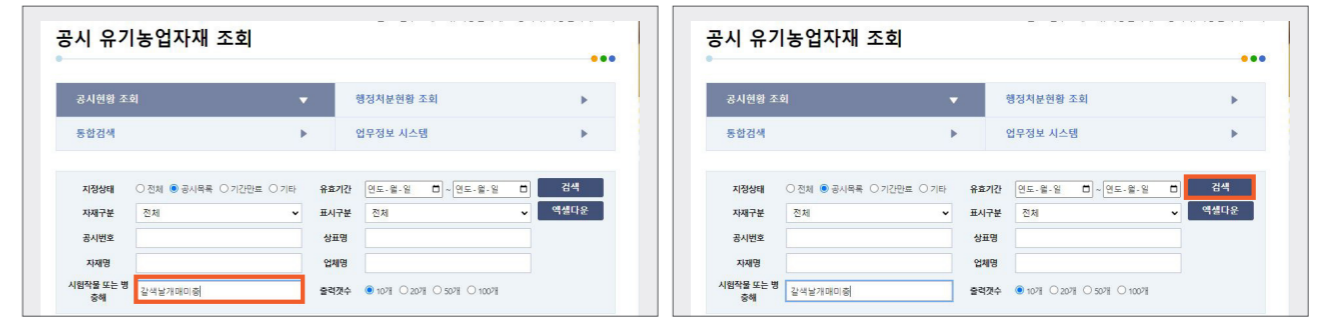 공시 유기농업자재 조회
공시현황 조회
행정처분현황 조회
통합검색
업무정보 시스템
지정상태 전체 공시목록 기간만료 기타 유효기간 연도-월-일 ~ 연도-월-일 검색
자재구분 전체 표시구분 전체 엑셀다운
공시번호 상표명
자재명 업체명
시험작물 또는 병
중해 갈색날개매미충 출력갯수 10개 20개 50개 100개
공시 유기농업자재 조회
공시현황 조회
행정처분현황 조회
통합검색
업무정보 시스템
지정상태 전체 공시목록 기간만료 기타 유효기간 연도-월-일 ~ 연도-월-일 검색
자재구분 전체 표시구분 전체 엑셀다운
공시번호 상표명
자재명 업체명
시험작물 또는 병
중해 갈색날개매미충 출력갯수 10개 20개 50개 100개